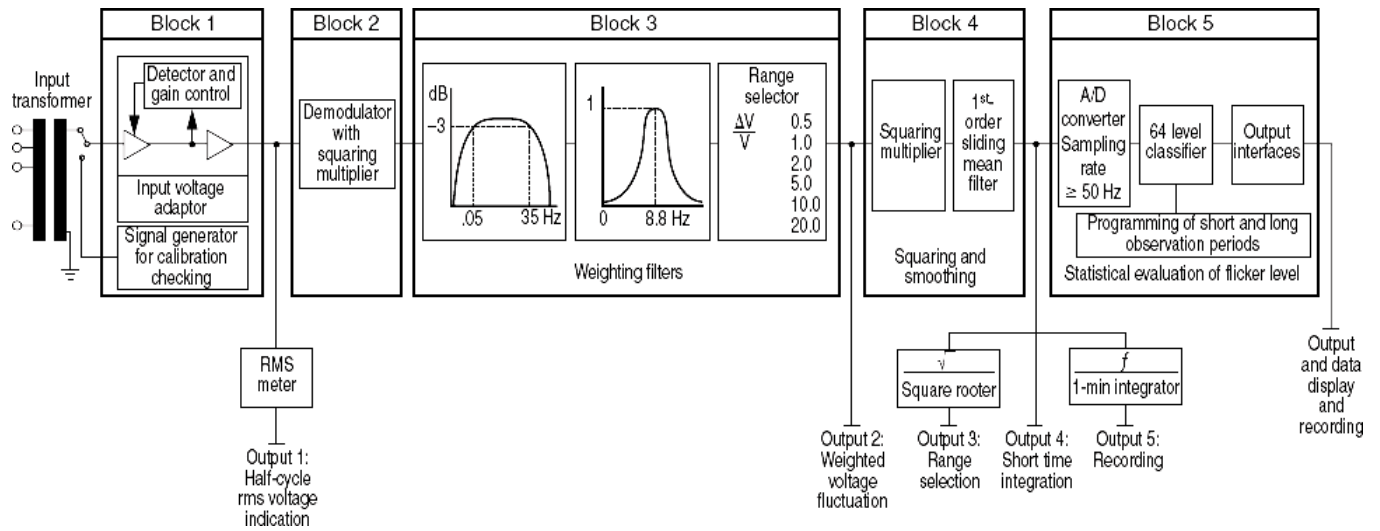 Block 1
Block 2
Block 3
Block 4
Block 5
Input
transformer
Detector and
gain control
Input voltage
adaptor
Signal generator
for calibration
checking
Demodulator
with
squaring
multiplier
dB
–3
.05
35 Hz
1
0
8.8 Hz
Range
selector
ΔV
V
0.5
1.0
2.0
5.0
10.0
20.0
Weighting filters
Squaring
multiplier
1st-
order
sliding
mean
filter
Squaring and
smoothing
A/D
converter
Sampling
rate
≥ 50 Hz
64 level
classifier
Output
interfaces
Programming of short and long
observation periods
Statistical evaluation of flicker level
RMS
meter
Output 1:
Half-cycle
rms voltage
indication
√
Square rooter
ƒ
1-min integrator
Output 2:
Weighted
voltage
fluctuation
Output 3:
Range
selection
Output 4:
Short time
integration
Output 5:
Recording
Output
and data
display
and
recording